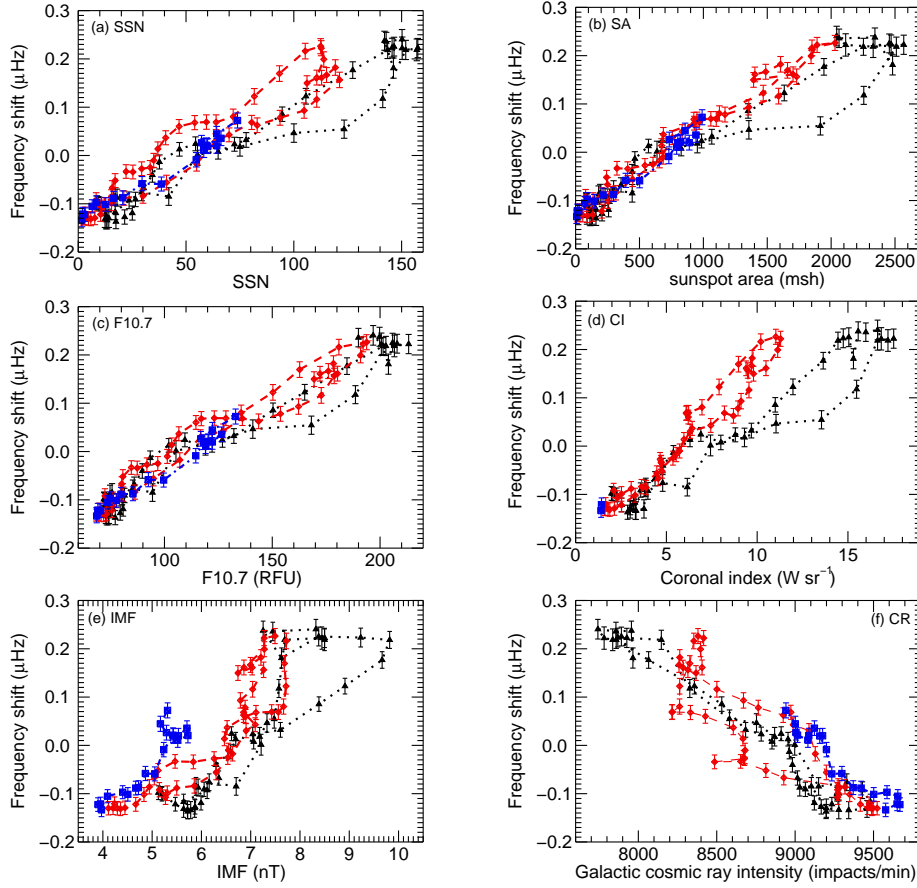 (a) SSN
Frequency shift (μHz)
0.3
0.2
0.1
0.0
−0.1
−0.2
0 50 100 150
SSN
(b) SA
Frequency shift (μHz)
0.3
0.2
0.1
0.0
−0.1
−0.2
0 500 1000 1500 2000 2500
sunspot area (msh)
(c) F10.7
Frequency shift (μHz)
0.3
0.2
0.1
0.0
−0.1
−0.2
100 150 200
F10.7 (RFU)
(d) CI
Frequency shift (μHz)
0.3
0.2
0.1
0.0
−0.1
−0.2
0 5 10 15
Coronal index (W sr⁻¹)
(e) IMF
Frequency shift (μHz)
0.3
0.2
0.1
0.0
−0.1
−0.2
4 5 6 7 8 9 10
IMF (nT)
(f) CR
Frequency shift (μHz)
0.3
0.2
0.1
0.0
−0.1
−0.2
8000 8500 9000 9500
Galactic cosmic ray intensity (impacts/min)